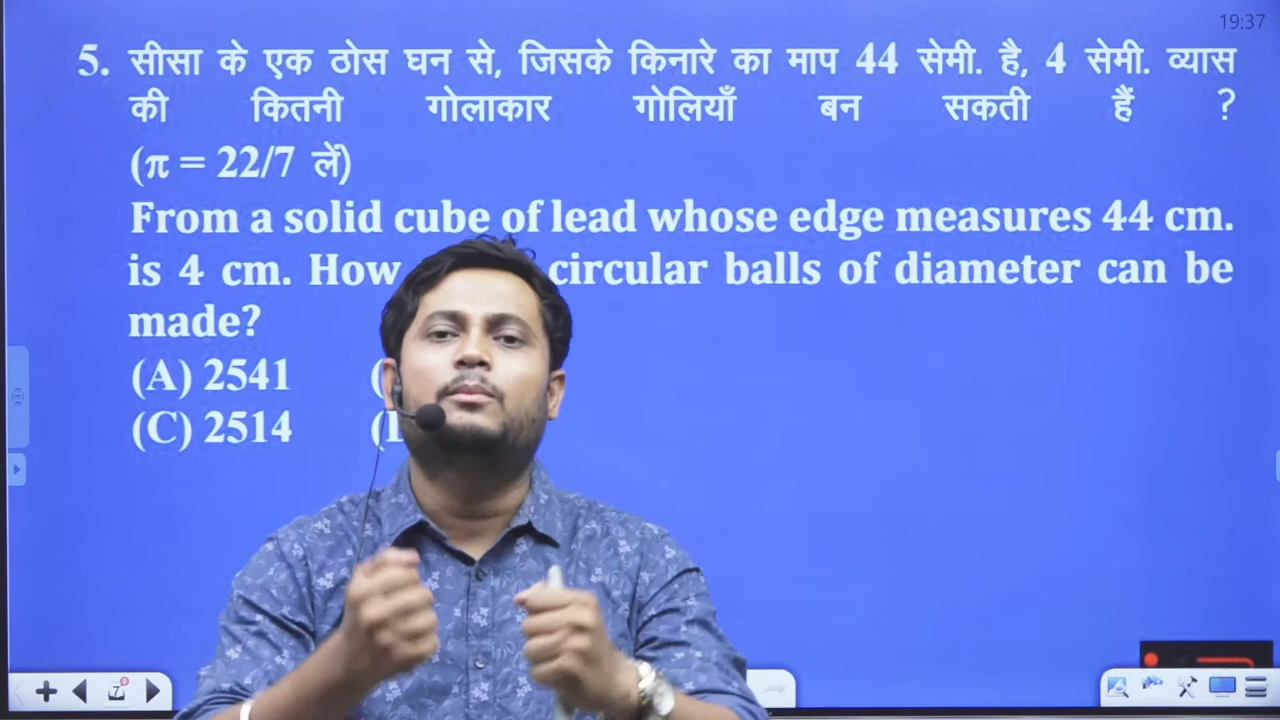 19:37
5. सीसा के एक ठोस घन से, जिसके किनारे का माप 44 सेमी. है, 4 सेमी. व्यास
की कितनी गोलाकार गोलियाँ बन सकती हैं ?
(π = 22/7 लें)
From a solid cube of lead whose edge measures 44 cm.
is 4 cm. How circular balls of diameter can be
made?
(A) 2541
(C) 2514